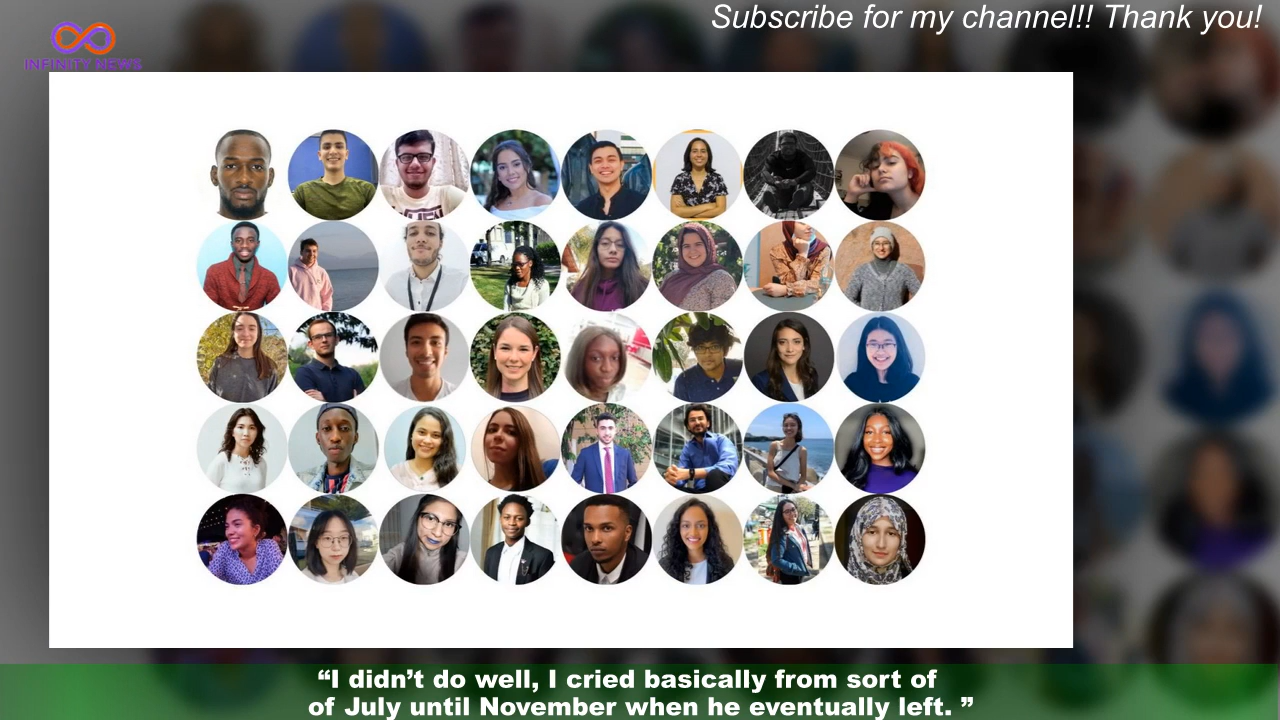 Subscribe for my channel!! Thank you!
INFINITY NEWS
“I didn’t do well, I cried basically from sort of
of July until November when he eventually left. ”